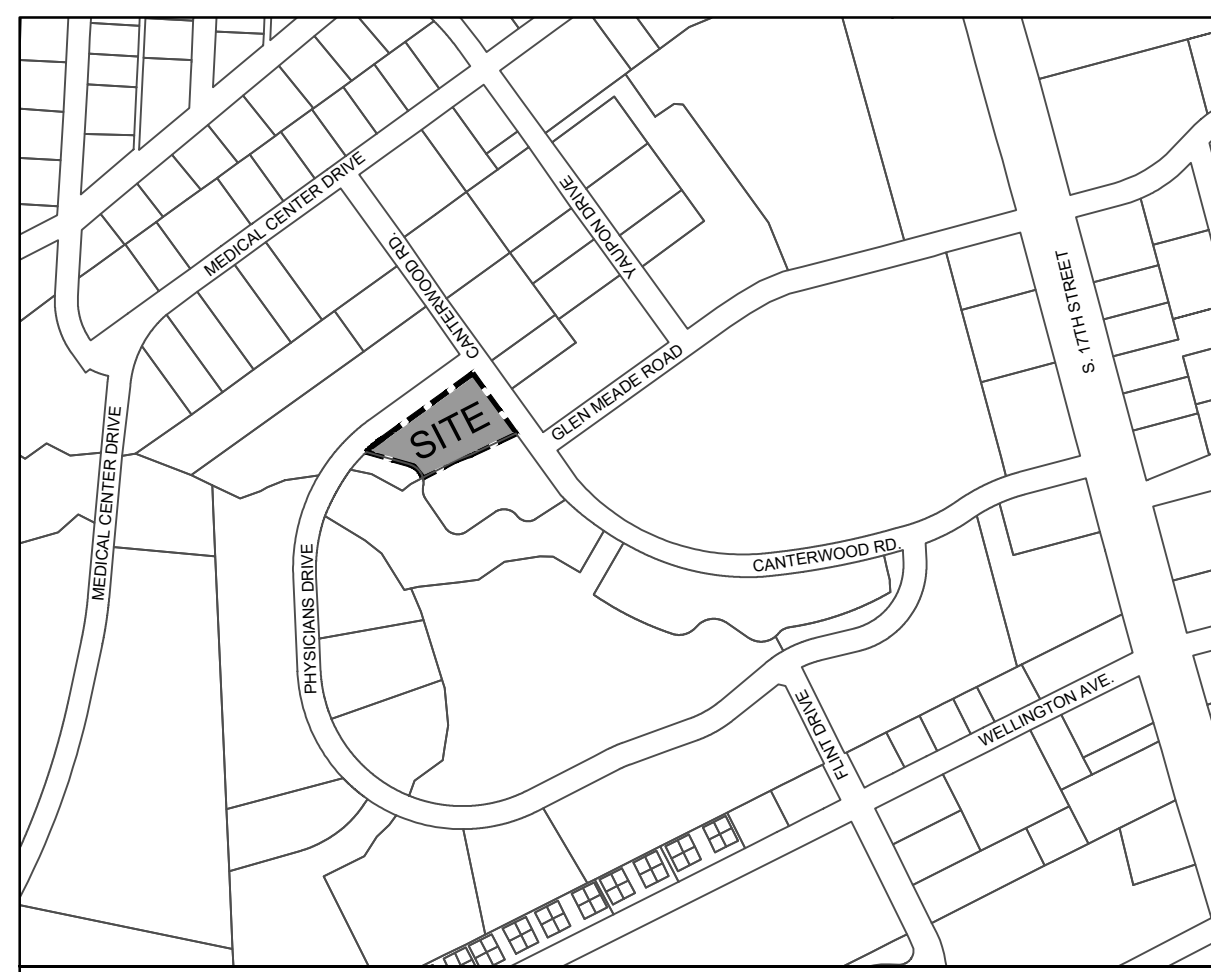 MEDICAL CENTER DRIVE
CANTERWOOD RD.
YAUPON DRIVE
S. 17TH STREET
GLEN MEADE ROAD
SITE
MEDICAL CENTER DRIVE
PHYSICIANS DRIVE
CANTERWOOD RD.
FLINT DRIVE
WELLINGTON AVE.